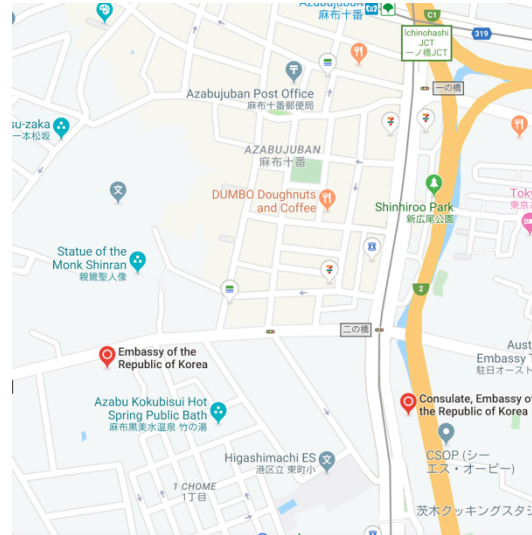 Azabujuban
麻布十番
C1
319
Ichinohashi
JCT
一ノ橋JCT
Azabujuban Post Office
麻布十番郵便局
一の橋
su-zaka
一本松坂
AZABUJUBAN
麻布十番
文
DUMBO Doughnuts
and Coffee
Shinhiroo Park
新広尾公園
Toky
東京
Statue of the
Monk Shinran
親鸞聖人像
7
7
7
2
二の橋
Embassy of the
Republic of Korea
Aust
Embassy T
駐日オースト
Azabu Kokubisui Hot
Spring Public Bath
麻布黒美水温泉 竹の湯
Consulate, Embassy of
the Republic of Korea
CSOP (シー
エス・オーピー)
Higashimachi ES
港区立 東町小
文
1 CHOME
1丁目
茨木クッキングスタジ